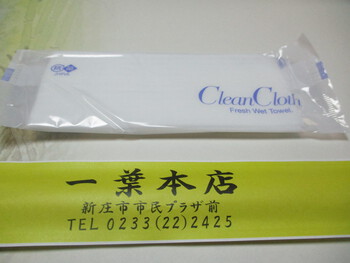 CleanCloth
Fresh Wet Towel
一葉本店
新庄市市民プラザ前
TEL 0233(22)2425